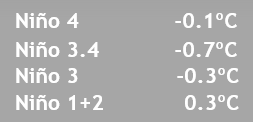 Niño 4 -0.1ºC
Niño 3.4 -0.7ºC
Niño 3 -0.3ºC
Niño 1+2 0.3ºC